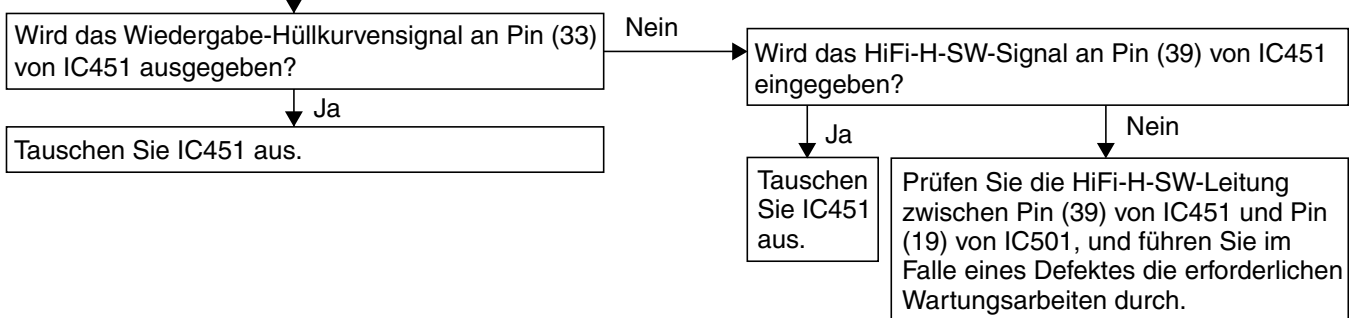 Wird das Wiedergabe-Hüllkurvensignal an Pin (33)
von IC451 ausgegeben?
Nein
Wird das HiFi-H-SW-Signal an Pin (39) von IC451
eingegeben?
Ja
Tauschen Sie IC451 aus.
Ja
Nein
Tauschen
Sie IC451
aus.
Prüfen Sie die HiFi-H-SW-Leitung
zwischen Pin (39) von IC451 und Pin
(19) von IC501, und führen Sie im
Falle eines Defektes die erforderlichen
Wartungsarbeiten durch.